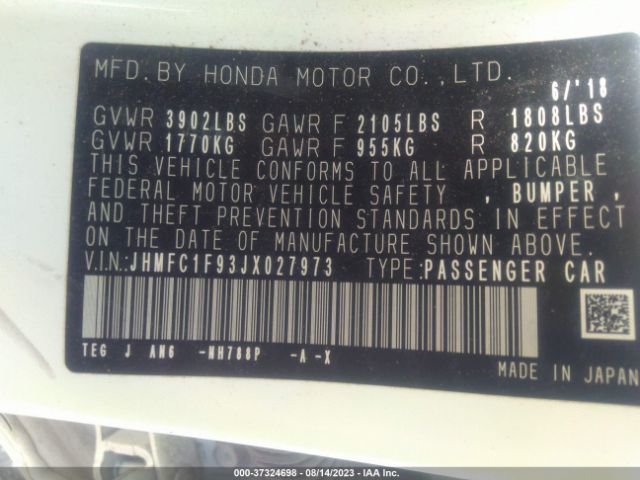 MFD. BY HONDA MOTOR CO., LTD.
6/'18
GVWR 3902LBS GAWR F 2105LBS R 1808LBS
GVWR 1770KG GAWR F 955KG R 820KG
THIS VEHICLE CONFORMS TO ALL APPLICABLE
FEDERAL MOTOR VEHICLE SAFETY , BUMPER ,
AND THEFT PREVENTION STANDARDS IN EFFECT
ON THE DATE OF MANUFACTURE SHOWN ABOVE.
V.I.N.:JHMFC1F93JX027973 TYPE:PASSENGER CAR
TEG J AN6 -NH788P -A-X
MADE IN JAPAN
000-37324698 - 08/14/2023 - Copyright IAA, Inc.